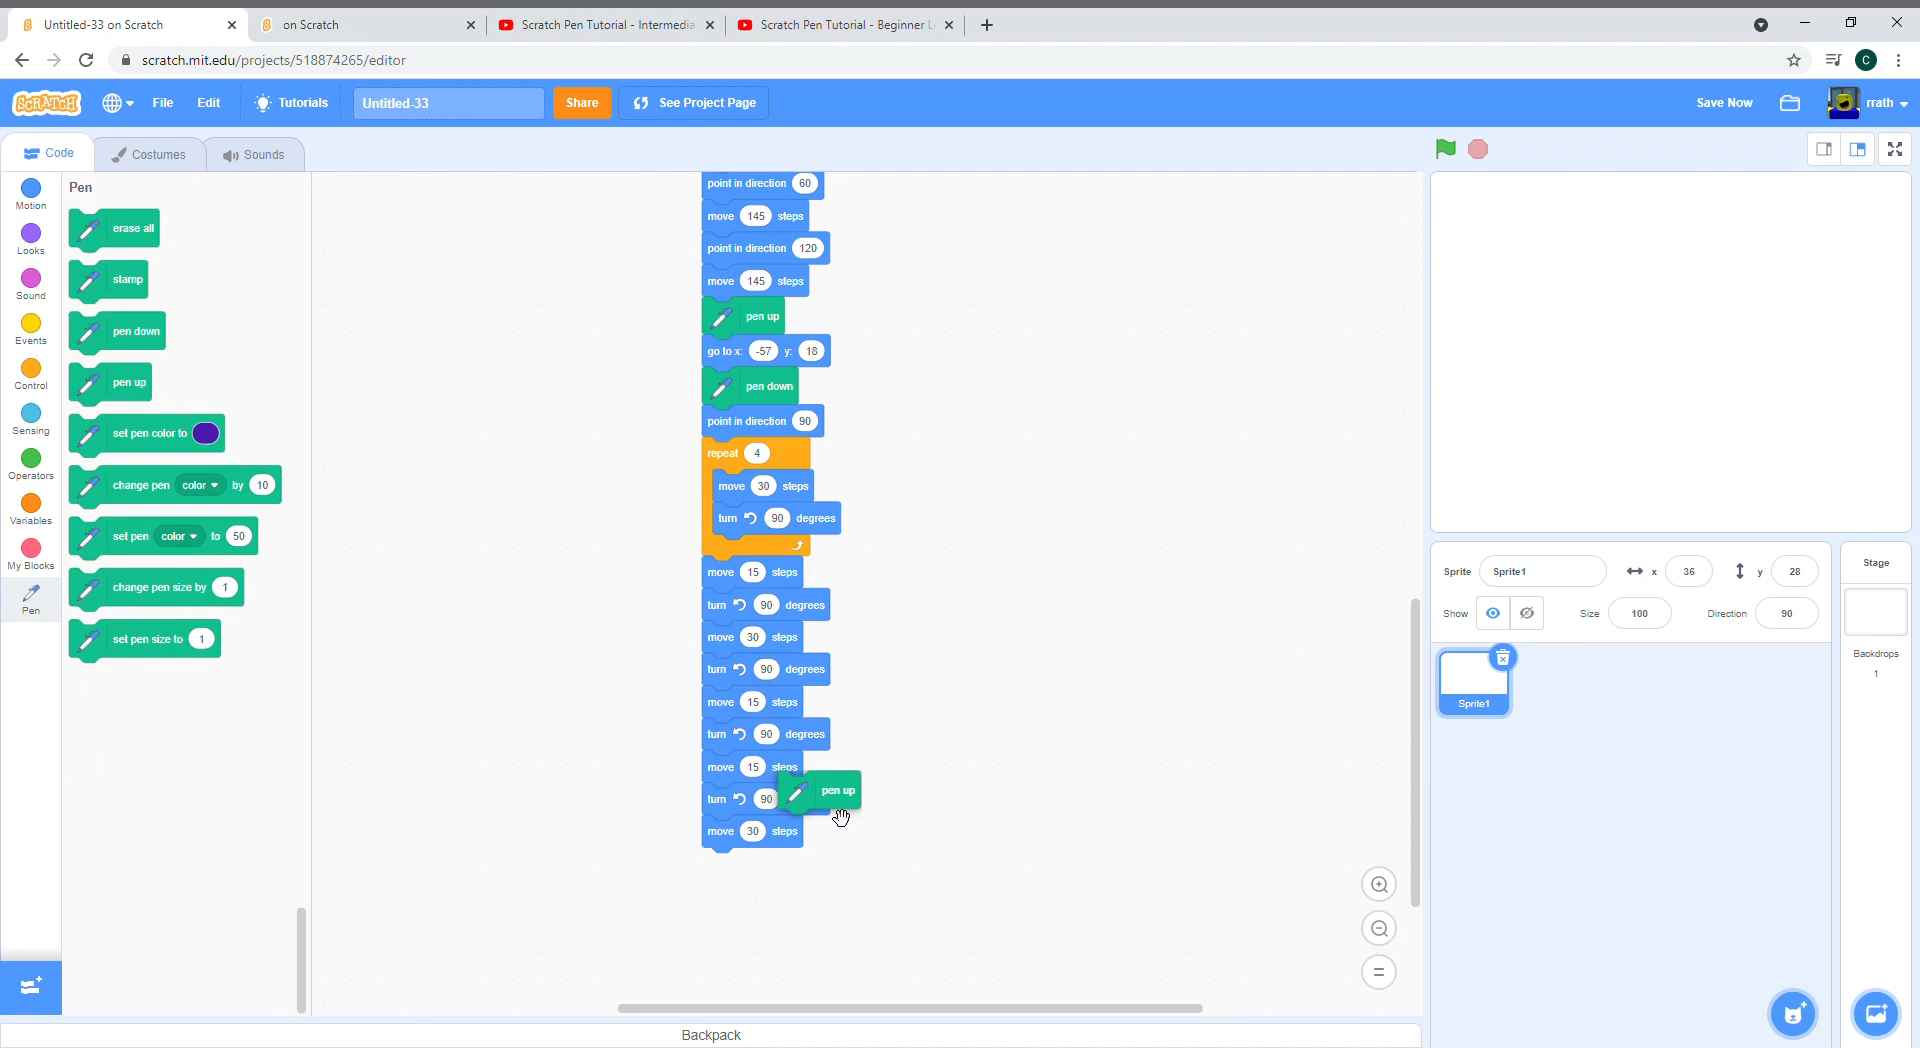 Untitled-33 on Scratch
on Scratch
Scratch Pen Tutorial - Intermedia
Scratch Pen Tutorial - Beginner L
scratch.mit.edu/projects/518874265/editor
C
SCRATCH
File
Edit
Tutorials
Untitled-33
Share
See Project Page
Save Now
rrath
Code
Costumes
Sounds
Motion
Looks
Sound
Events
Control
Sensing
Operators
Variables
My Blocks
Pen
Pen
erase all
stamp
pen down
pen up
set pen color to
change pen color by 10
set pen color to 50
change pen size by 1
set pen size to 1
point in direction 60
move 145 steps
point in direction 120
move 145 steps
pen up
go to x: -57 y: 18
pen down
point in direction 90
repeat 4
move 30 steps
turn 90 degrees
move 15 steps
turn 90 degrees
move 30 steps
turn 90 degrees
move 15 steps
turn 90 degrees
move 15 steps
turn 90
pen up
move 30 steps
Backpack
Sprite Sprite1 x 36 y 28
Show Size 100 Direction 90
Sprite1
Stage
Backdrops
1